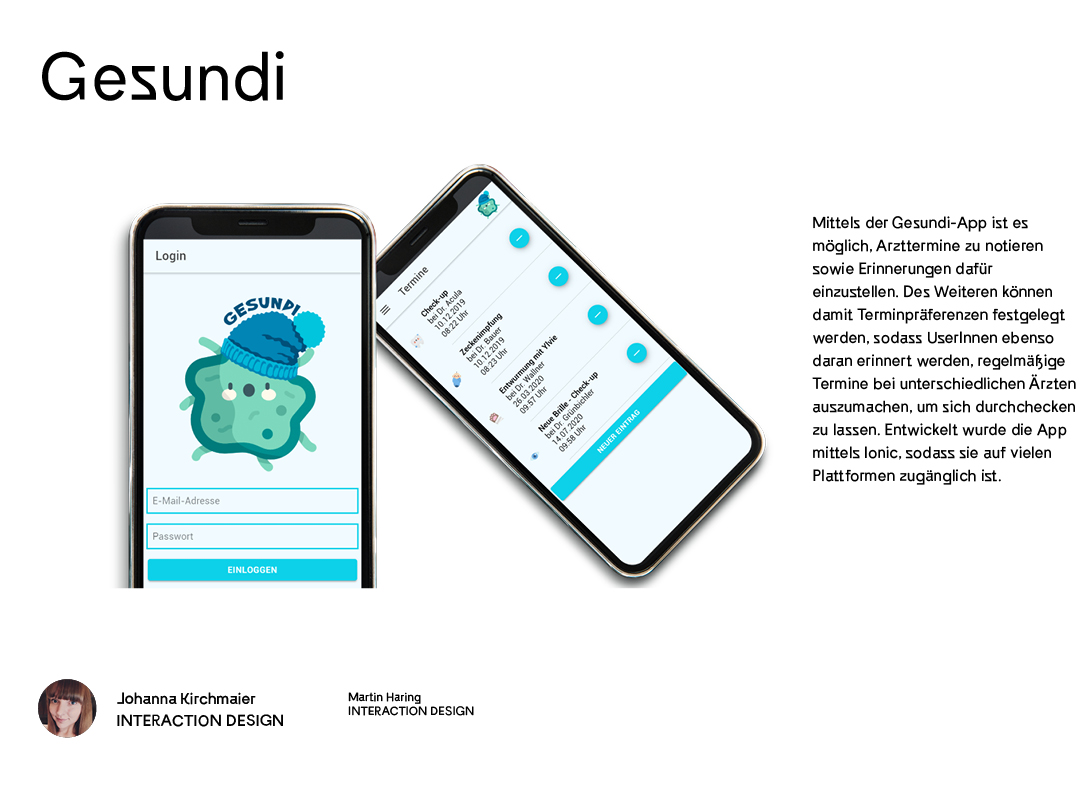 Gesundi
Login
GESUNDI
E-Mail-Adresse
Passwort
EINLOGGEN
Termine
Check-up
bei Dr. Acula
10.12.2019
08:22 Uhr
Zeckenimpfung
bei Dr. Bauer
10.12.2019
08:23 Uhr
Entwurmung mit Ylvie
bei Dr. Wallner
26.03.2020
09:57 Uhr
Neue Brille - Check-up
bei Dr. Grünbichler
14.07.2020
09:58 Uhr
NEUER EINTRAG
Mittels der Gesundi-App ist es
möglich, Arzttermine zu notieren
sowie Erinnerungen dafür
einzustellen. Des Weiteren können
damit Terminpräferenzen festgelegt
werden, sodass UserInnen ebenso
daran erinnert werden, regelmäßige
Termine bei unterschiedlichen Ärzten
auszumachen, um sich durchchecken
zu lassen. Entwickelt wurde die App
mittels Ionic, sodass sie auf vielen
Plattformen zugänglich ist.
Johanna Kirchmaier
INTERACTION DESIGN
Martin Haring
INTERACTION DESIGN